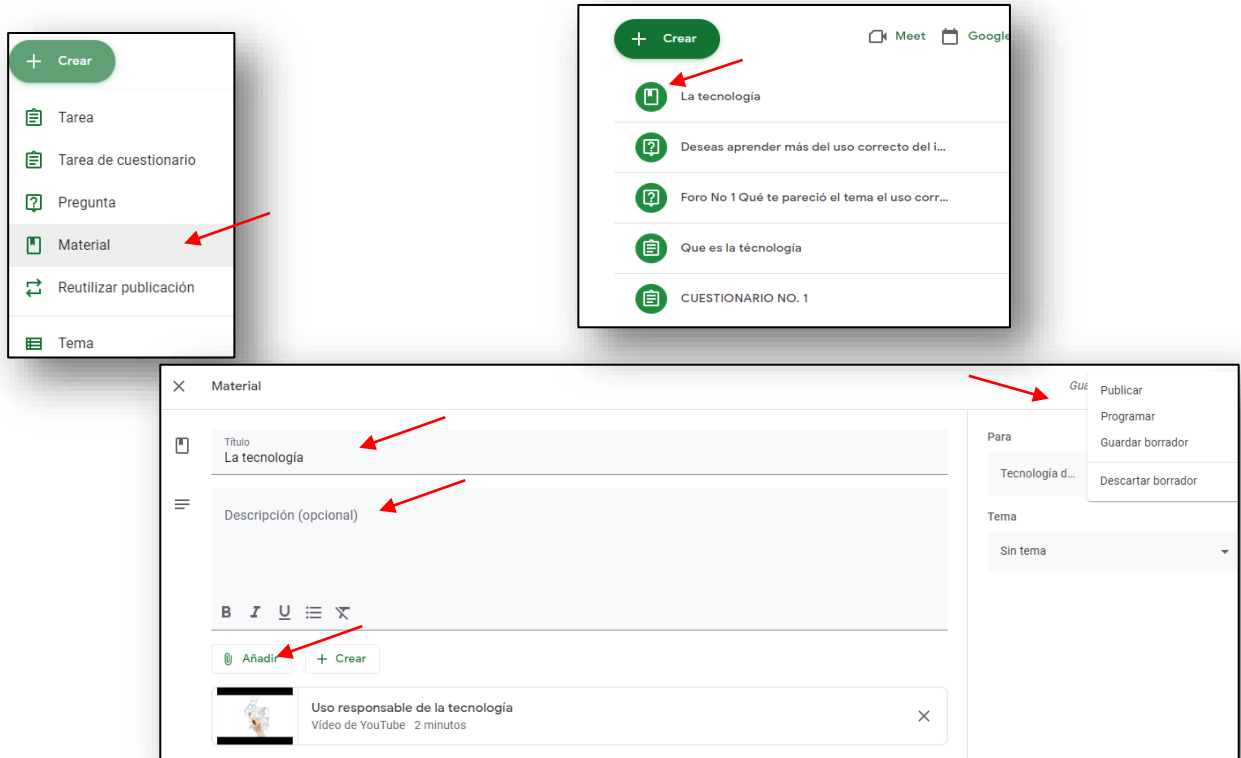 Crear
Tarea
Tarea de cuestionario
Pregunta
Material
Reutilizar publicación
Tema
Crear
Meet
Google
La tecnología
Deseas aprender más del uso correcto del i...
Foro No 1 Qué te pareció el tema el uso corr...
Que es la técnología
CUESTIONARIO NO. 1
Material
Título
La tecnología
Descripción (opcional)
B I U
Añadir
Crear
Uso responsable de la tecnología
Vídeo de YouTube 2 minutos
Publicar
Programar
Guardar borrador
Descartar borrador
Para
Tecnología d...
Tema
Sin tema